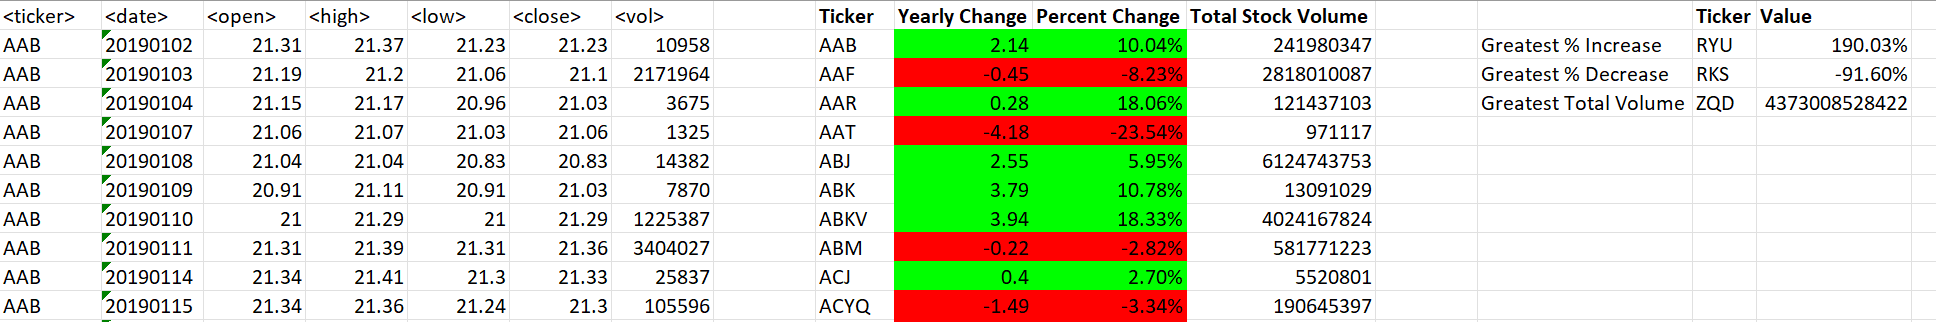 <ticker> <date> <open> <high> <low> <close> <vol> Ticker Yearly Change Percent Change Total Stock Volume Ticker Value
AAB 20190102 21.31 21.37 21.23 21.23 10958 AAB 2.14 10.04% 241980347 Greatest % Increase RYU 190.03%
AAB 20190103 21.19 21.2 21.06 21.1 2171964 AAF -0.45 -8.23% 2818010087 Greatest % Decrease RKS -91.60%
AAB 20190104 21.15 21.17 20.96 21.03 3675 AAR 0.28 18.06% 121437103 Greatest Total Volume ZQD 4373008528422
AAB 20190107 21.06 21.07 21.03 21.06 1325 AAT -4.18 -23.54% 971117
AAB 20190108 21.04 21.04 20.83 20.83 14382 ABJ 2.55 5.95% 6124743753
AAB 20190109 20.91 21.11 20.91 21.03 7870 ABK 3.79 10.78% 13091029
AAB 20190110 21 21.29 21 21.29 1225387 ABKV 3.94 18.33% 4024167824
AAB 20190111 21.31 21.39 21.31 21.36 3404027 ABM -0.22 -2.82% 581771223
AAB 20190114 21.34 21.41 21.3 21.33 25837 ACJ 0.4 2.70% 5520801
AAB 20190115 21.34 21.36 21.24 21.3 105596 ACYQ -1.49 -3.34% 190645397